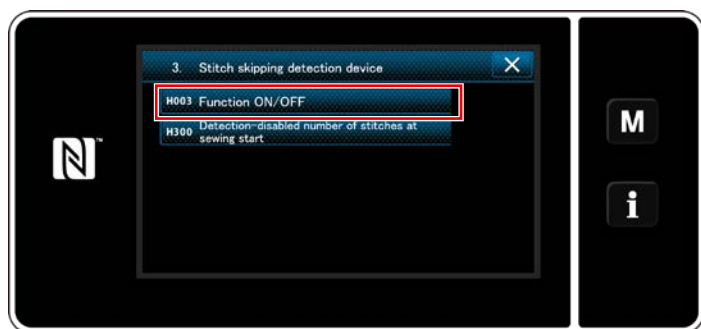 3. Stitch skipping detection device
H003 Function ON/OFF
H300 Detection-disabled number of stitches at
sewing start
M
i